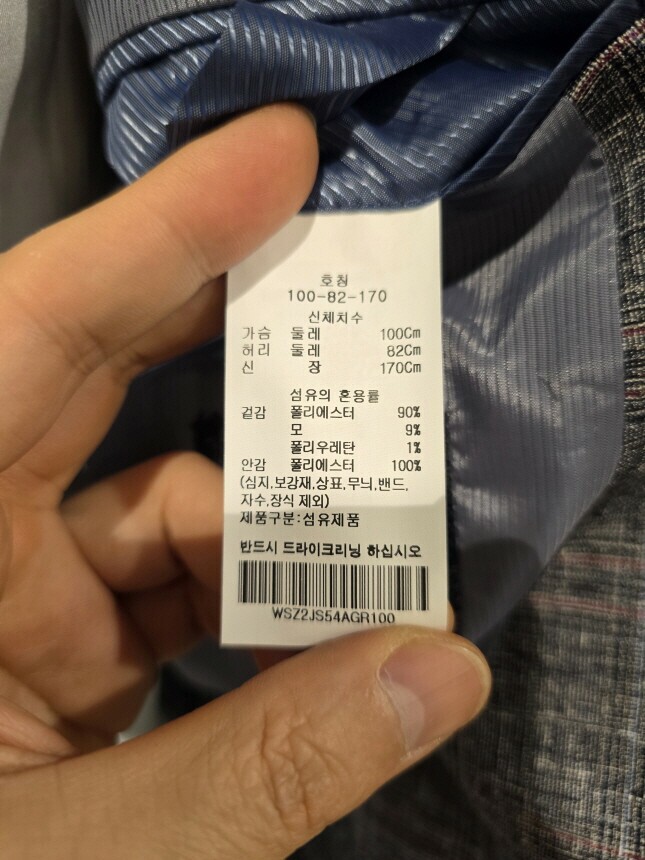 호칭
100-82-170
신체치수
가슴 둘레 100Cm
허리 둘레 82Cm
신 장 170Cm
섬유의 혼용률
겉감 폴리에스터 90%
모 9%
폴리우레탄 1%
안감 폴리에스터 100%
(심지,보강재,상표,무늬,밴드,
자수,장식 제외)
제품구분:섬유제품
반드시 드라이크리닝 하십시오
WSZ2JS54AGR100